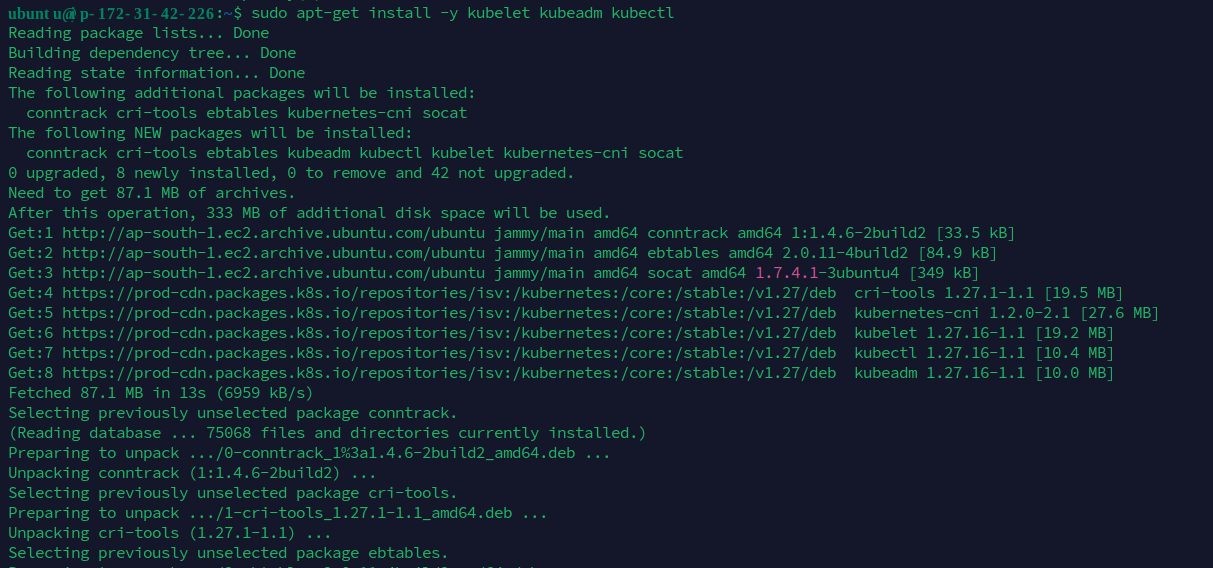 ubuntu@ip-172-31-42-226:~$ sudo apt-get install -y kubelet kubeadm kubectl
Reading package lists... Done
Building dependency tree... Done
Reading state information... Done
The following additional packages will be installed:
  conntrack cri-tools ebtables kubernetes-cni socat
The following NEW packages will be installed:
  conntrack cri-tools ebtables kubeadm kubectl kubelet kubernetes-cni socat
0 upgraded, 8 newly installed, 0 to remove and 42 not upgraded.
Need to get 87.1 MB of archives.
After this operation, 333 MB of additional disk space will be used.
Get:1 http://ap-south-1.ec2.archive.ubuntu.com/ubuntu jammy/main amd64 conntrack amd64 1:1.4.6-2build2 [33.5 kB]
Get:2 http://ap-south-1.ec2.archive.ubuntu.com/ubuntu jammy/main amd64 ebtables amd64 2.0.11-4build2 [84.9 kB]
Get:3 http://ap-south-1.ec2.archive.ubuntu.com/ubuntu jammy/main amd64 socat amd64 1.7.4.1-3ubuntu4 [349 kB]
Get:4 https://prod-cdn.packages.k8s.io/repositories/isv:/kubernetes:/core:/stable:/v1.27/deb  cri-tools 1.27.1-1.1 [19.5 MB]
Get:5 https://prod-cdn.packages.k8s.io/repositories/isv:/kubernetes:/core:/stable:/v1.27/deb  kubernetes-cni 1.2.0-2.1 [27.6 MB]
Get:6 https://prod-cdn.packages.k8s.io/repositories/isv:/kubernetes:/core:/stable:/v1.27/deb  kubelet 1.27.16-1.1 [19.2 MB]
Get:7 https://prod-cdn.packages.k8s.io/repositories/isv:/kubernetes:/core:/stable:/v1.27/deb  kubectl 1.27.16-1.1 [10.4 MB]
Get:8 https://prod-cdn.packages.k8s.io/repositories/isv:/kubernetes:/core:/stable:/v1.27/deb  kubeadm 1.27.16-1.1 [10.0 MB]
Fetched 87.1 MB in 13s (6959 kB/s)
Selecting previously unselected package conntrack.
(Reading database ... 75068 files and directories currently installed.)
Preparing to unpack .../0-conntrack_1%3a1.4.6-2build2_amd64.deb ...
Unpacking conntrack (1:1.4.6-2build2) ...
Selecting previously unselected package cri-tools.
Preparing to unpack .../1-cri-tools_1.27.1-1.1_amd64.deb ...
Unpacking cri-tools (1.27.1-1.1) ...
Selecting previously unselected package ebtables.